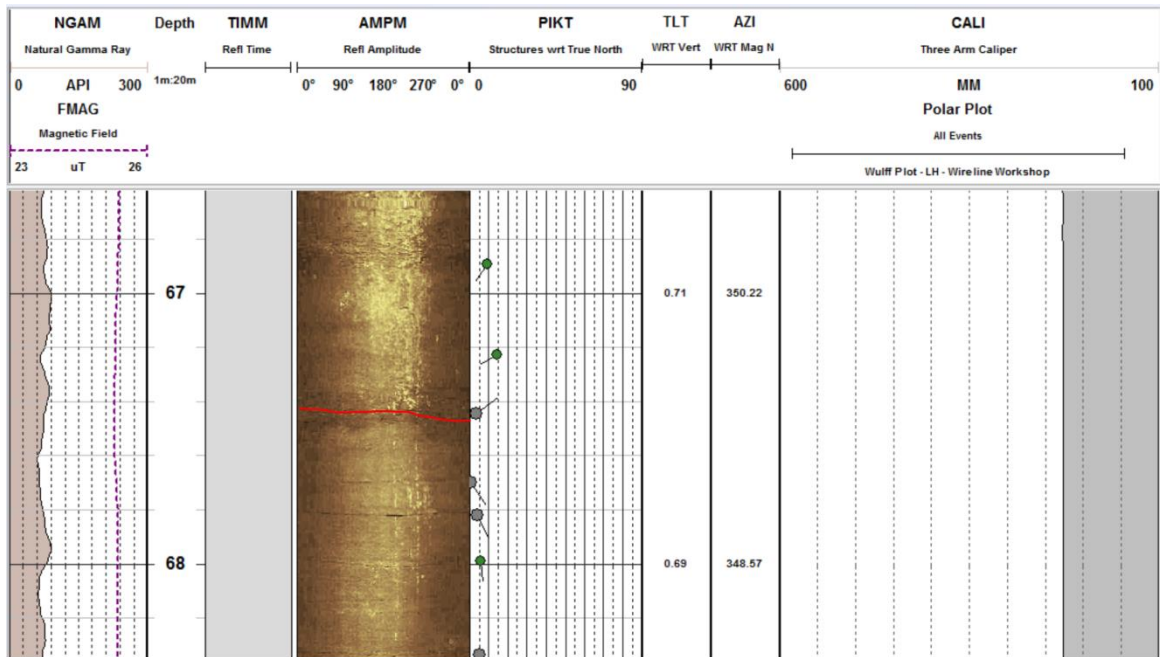 NGAM Depth TIMM AMPM PIKT TLT AZI CALI
Natural Gamma Ray Refl Time Refl Amplitude Structures wrt True North WRT Vert WRT Mag N Three Arm Caliper
0 API 300 1m:20m 0° 90° 180° 270° 0° 0 90 600 MM 100
FMAG Polar Plot
Magnetic Field All Events
23 uT 26 Wulff Plot - LH - Wireline Workshop
67 0.71 350.22
68 0.69 348.57